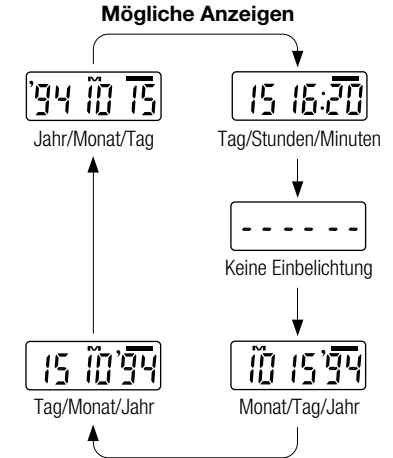 Mögliche Anzeigen
'94 M 10 15
15 16:20
Jahr/Monat/Tag
Tag/Stunden/Minuten
- - - - - -
Keine Einbelichtung
15 M 10 '94
M 10 15 '94
Tag/Monat/Jahr
Monat/Tag/Jahr